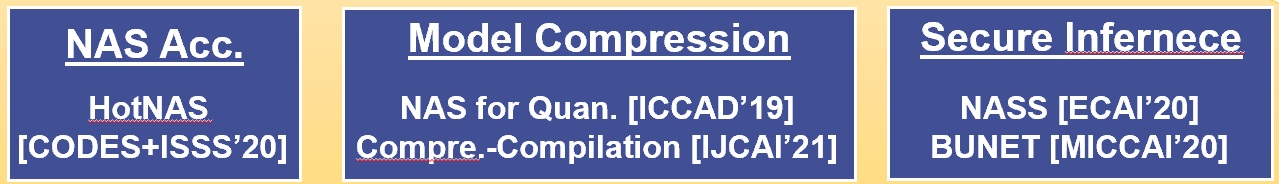 NAS Acc.
HotNAS
[CODES+ISSS’20]
Model Compression
NAS for Quan. [ICCAD’19]
Compre.-Compilation [IJCAI’21]
Secure Infernece
NASS [ECAI’20]
BUNET [MICCAI’20]